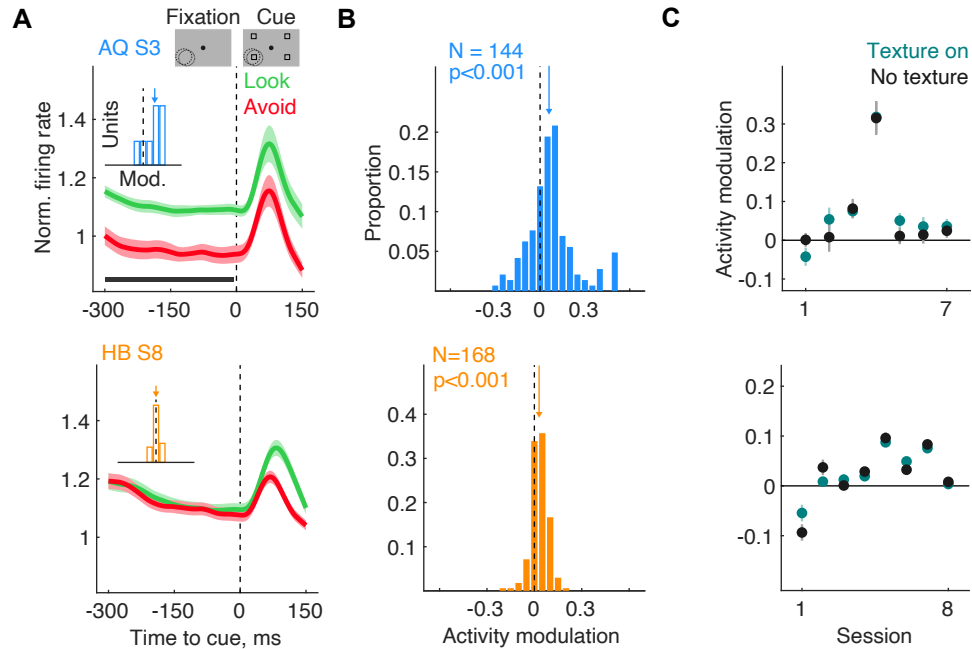 A
Fixation
Cue
AQ S3
Look
Avoid
Units
Mod.
Norm. firing rate
1.4
1.2
1
-300
-150
0
150
HB S8
1.4
1.2
1
-300
-150
0
150
Time to cue, ms
B
N = 144
p<0.001
Proportion
0.2
0.15
0.1
0.05
-0.3
0
0.3
N=168
p<0.001
0.4
0.3
0.2
0.1
-0.3
0
0.3
Activity modulation
C
Texture on
No texture
Activity modulation
0.3
0.2
0.1
0
-0.1
1
7
0.2
0.1
0
-0.1
1
8
Session